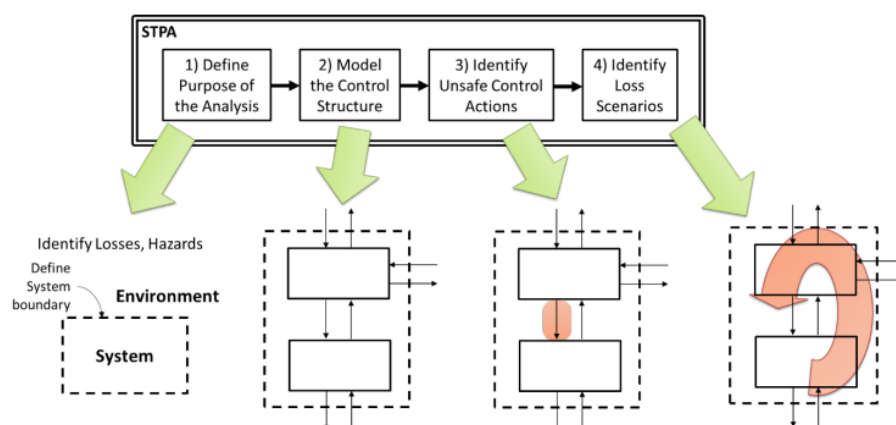 STPA
1) Define
Purpose of
the Analysis
2) Model
the Control
Structure
3) Identify
Unsafe Control
Actions
4) Identify
Loss
Scenarios
Identify Losses, Hazards
Define
System
boundary
Environment
System